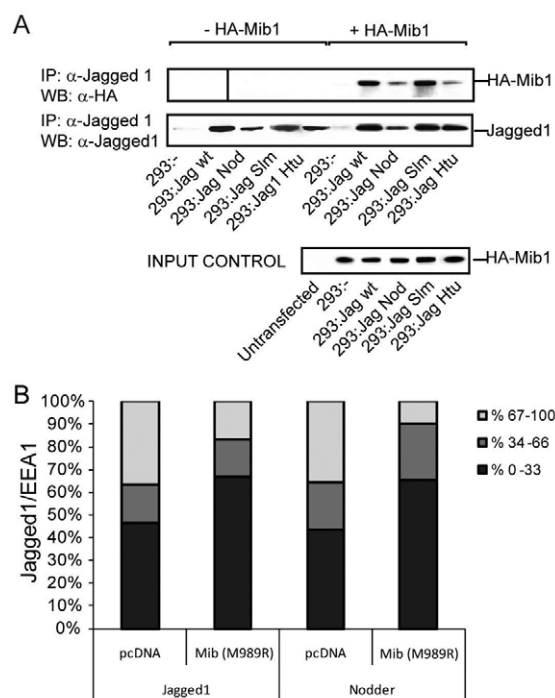 A
- HA-Mib1
+ HA-Mib1
IP: α-Jagged 1
WB: α-HA
HA-Mib1
IP: α-Jagged 1
WB: α-Jagged1
Jagged1
293:-
293:Jag wt
293:Jag Nod
293:Jag Slm
293:Jag1 Htu
293:-
293:Jag wt
293:Jag Nod
293:Jag Slm
293:Jag Htu
INPUT CONTROL
HA-Mib1
Untransfected
293:-
293:Jag wt
293:Jag Nod
293:Jag Slm
293:Jag Htu
B
Jagged1/EEA1
100%
90%
80%
70%
60%
50%
40%
30%
20%
10%
0%
% 67-100
% 34-66
% 0-33
pcDNA
Mib (M989R)
pcDNA
Mib (M989R)
Jagged1
Nodder